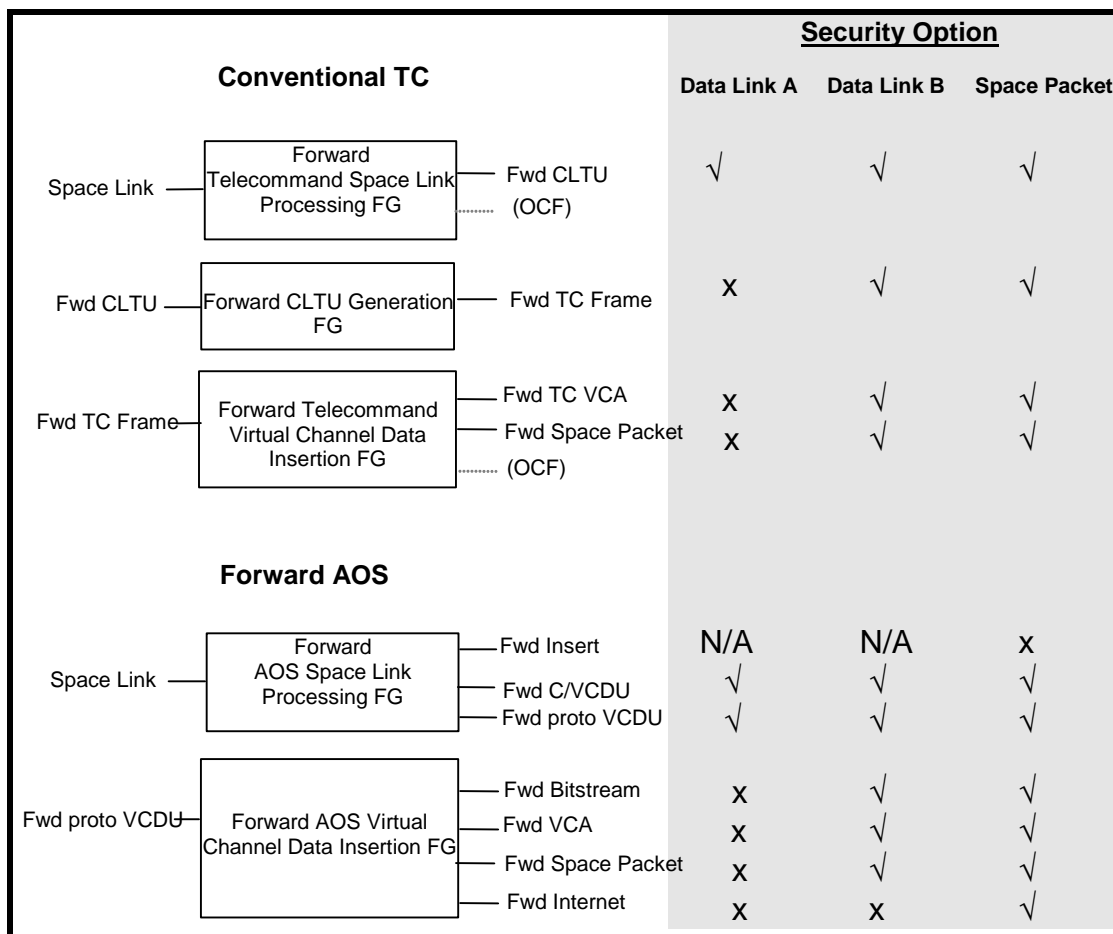 Security Option
Conventional TC
Data Link A Data Link B Space Packet
Forward
Telecommand Space Link
Processing FG
Space Link
Fwd CLTU
(OCF)
√ √ √
Fwd CLTU
Forward CLTU Generation
FG
Fwd TC Frame
x √ √
Fwd TC Frame
Forward Telecommand
Virtual Channel Data
Insertion FG
Fwd TC VCA
x √ √
Fwd Space Packet
x √ √
(OCF)
Forward AOS
Space Link
Forward
AOS Space Link
Processing FG
Fwd Insert
N/A N/A x
Fwd C/VCDU
√ √ √
Fwd proto VCDU
√ √ √
Fwd proto VCDU
Forward AOS Virtual
Channel Data Insertion FG
Fwd Bitstream
x √ √
Fwd VCA
x √ √
Fwd Space Packet
x √ √
Fwd Internet
x x √